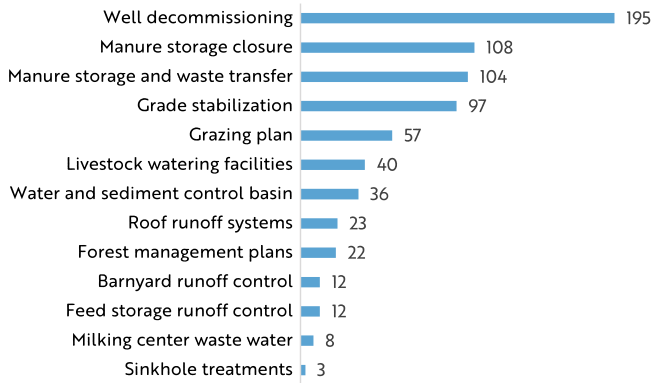 Well decommissioning 195
Manure storage closure 108
Manure storage and waste transfer 104
Grade stabilization 97
Grazing plan 57
Livestock watering facilities 40
Water and sediment control basin 36
Roof runoff systems 23
Forest management plans 22
Barnyard runoff control 12
Feed storage runoff control 12
Milking center waste water 8
Sinkhole treatments 3